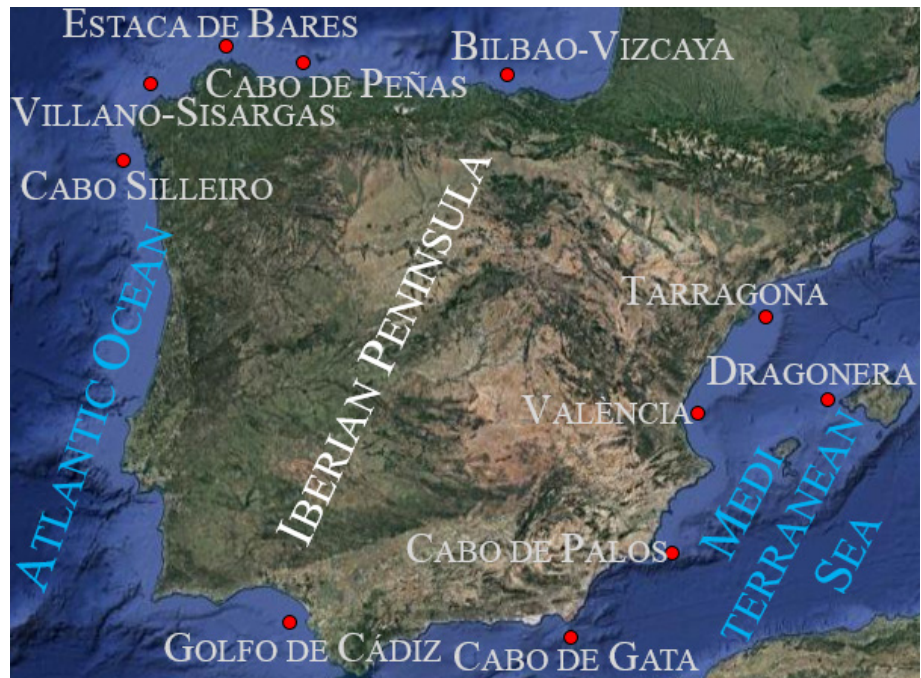 ESTACA DE BARES
BILBAO-VIZCAYA
CABO DE PEÑAS
VILLANO-SISARGAS
CABO SILLEIRO
IBERIAN PENINSULA
ATLANTIC OCEAN
TARRAGONA
DRAGONERA
VALÈNCIA
MEDI
TERRANEAN
SEA
CABO DE PALOS
GOLFO DE CÁDIZ
CABO DE GATA